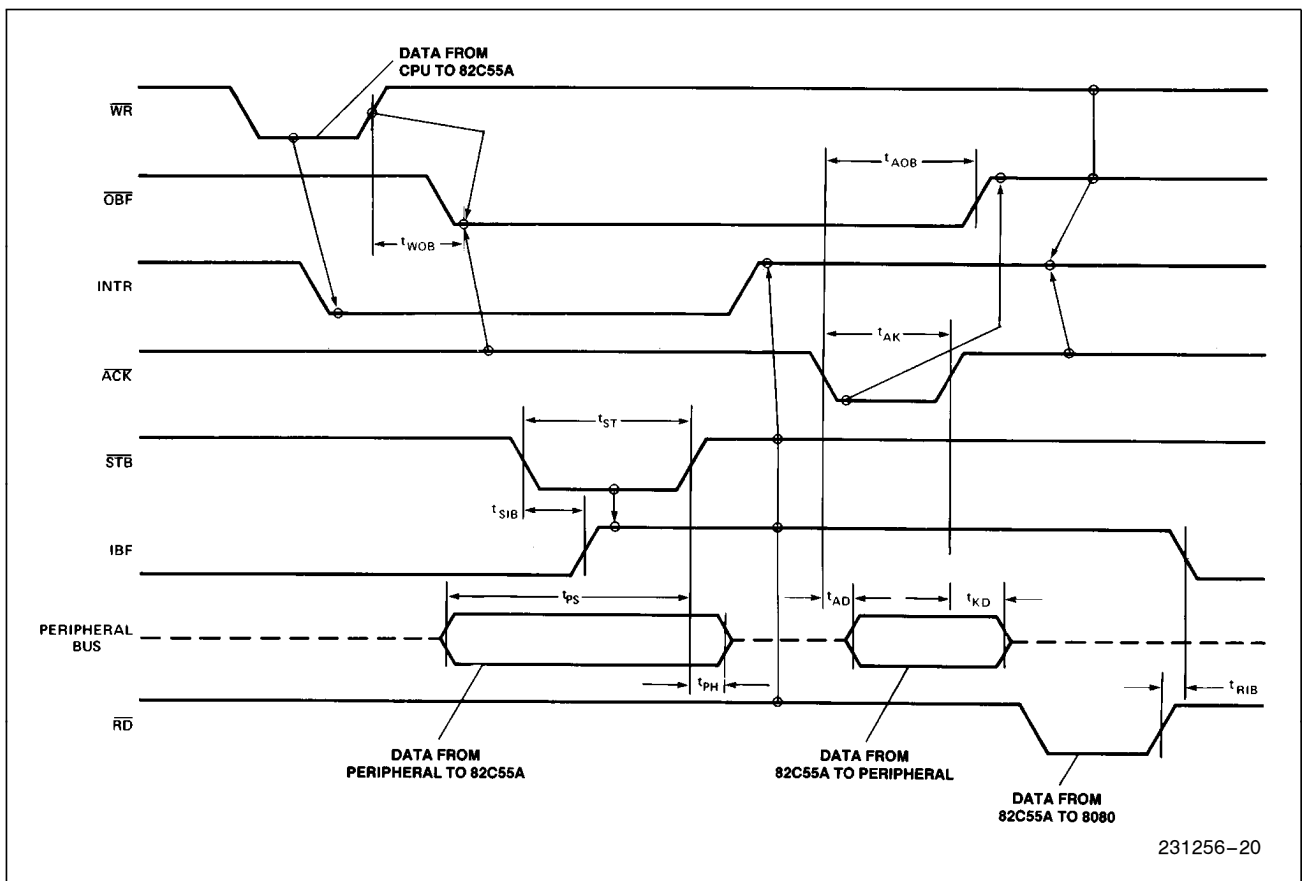 DATA FROM
CPU TO 82C55A
WR
tAOB
OBF
tWOB
INTR
tAK
ACK
tST
STB
tSIB
IBF
tPS
tAD
tKD
PERIPHERAL
BUS
tPH
tRIB
RD
DATA FROM
PERIPHERAL TO 82C55A
DATA FROM
82C55A TO PERIPHERAL
DATA FROM
82C55A TO 8080
231256–20